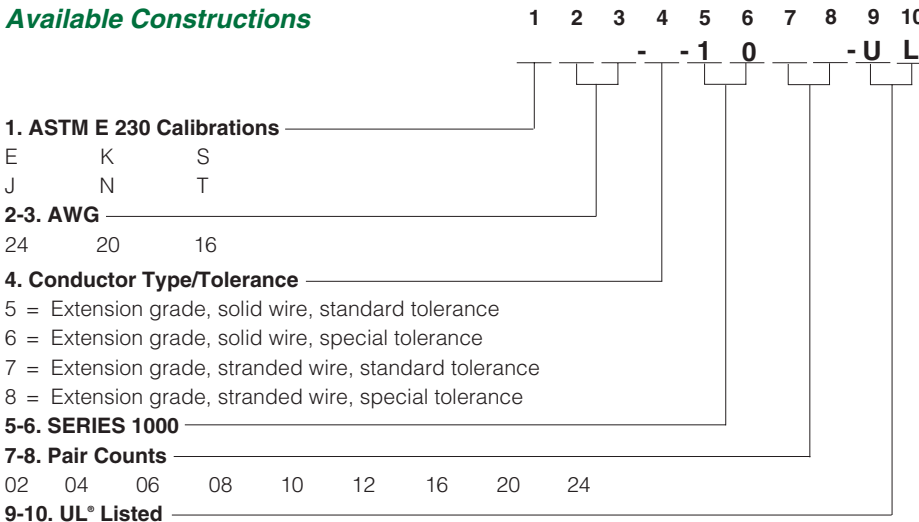 Available Constructions
1 2 3 4 5 6 7 8 9 10
- - 1 0 - U L
1. ASTM E 230 Calibrations
E K S
J N T
2-3. AWG
24 20 16
4. Conductor Type/Tolerance
5 = Extension grade, solid wire, standard tolerance
6 = Extension grade, solid wire, special tolerance
7 = Extension grade, stranded wire, standard tolerance
8 = Extension grade, stranded wire, special tolerance
5-6. SERIES 1000
7-8. Pair Counts
02 04 06 08 10 12 16 20 24
9-10. UL® Listed